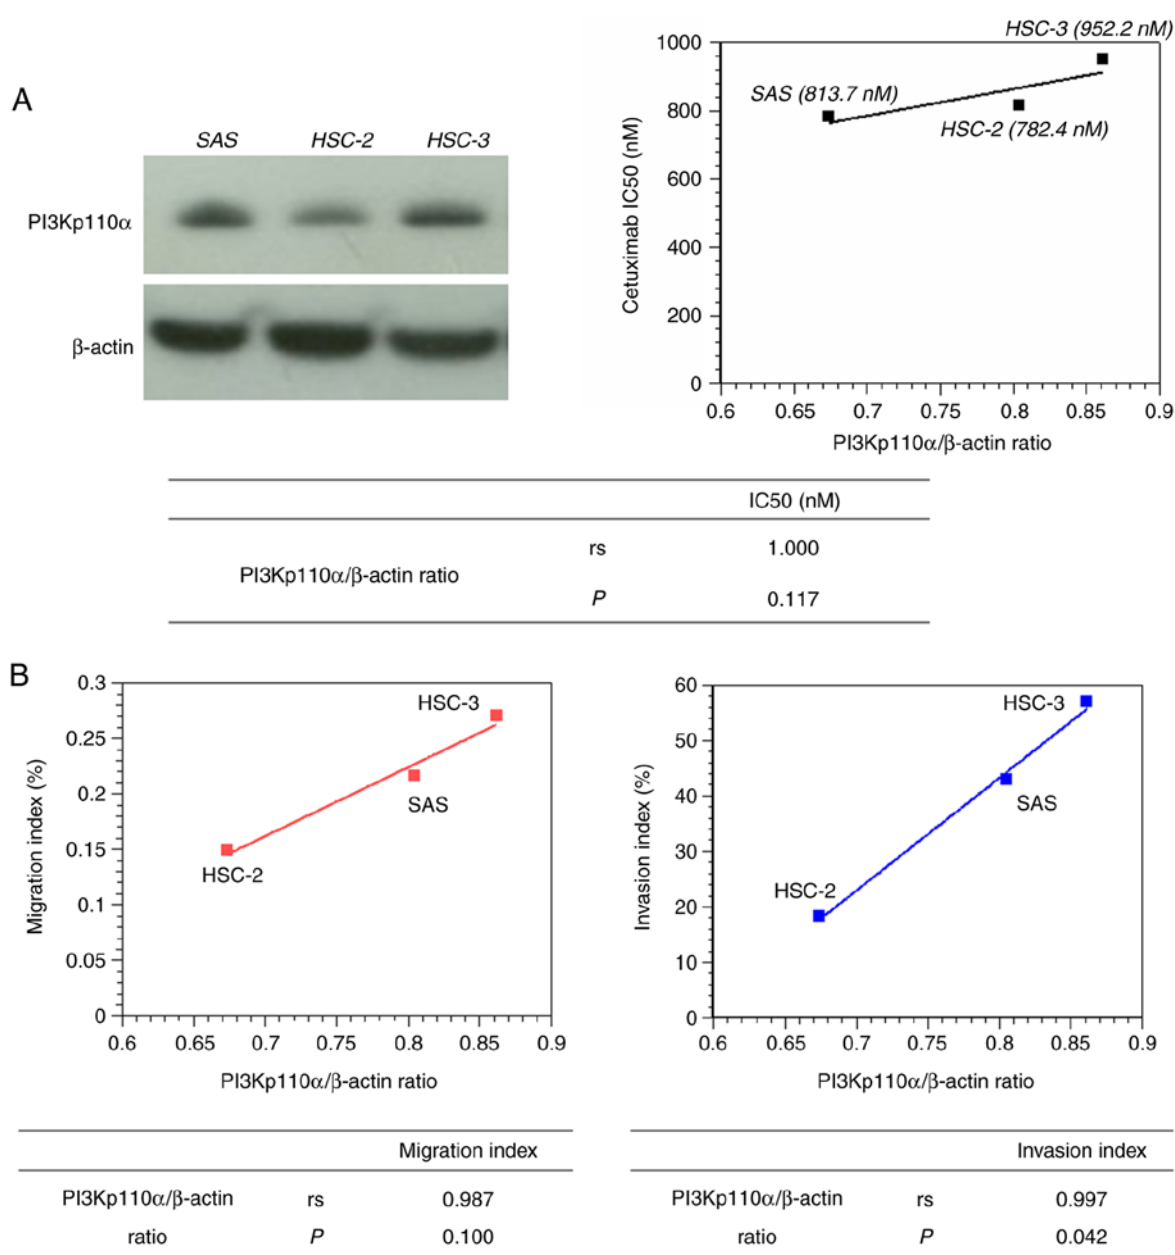 A
SAS HSC-2 HSC-3
PI3Kp110α
β-actin
HSC-3 (952.2 nM)
SAS (813.7 nM)
HSC-2 (782.4 nM)
Cetuximab IC50 (nM)
1000
800
600
400
200
0
0.6 0.65 0.7 0.75 0.8 0.85 0.9
PI3Kp110α/β-actin ratio
IC50 (nM)
PI3Kp110α/β-actin ratio
rs 1.000
P 0.117
B
Migration index (%)
0.3
0.25
0.2
0.15
0.1
0.05
0
HSC-3
SAS
HSC-2
0.6 0.65 0.7 0.75 0.8 0.85 0.9
PI3Kp110α/β-actin ratio
Invasion index (%)
60
50
40
30
20
10
0
HSC-3
SAS
HSC-2
0.6 0.65 0.7 0.75 0.8 0.85 0.9
PI3Kp110α/β-actin ratio
Migration index
PI3Kp110α/β-actin rs 0.987
ratio P 0.100
Invasion index
PI3Kp110α/β-actin rs 0.997
ratio P 0.042